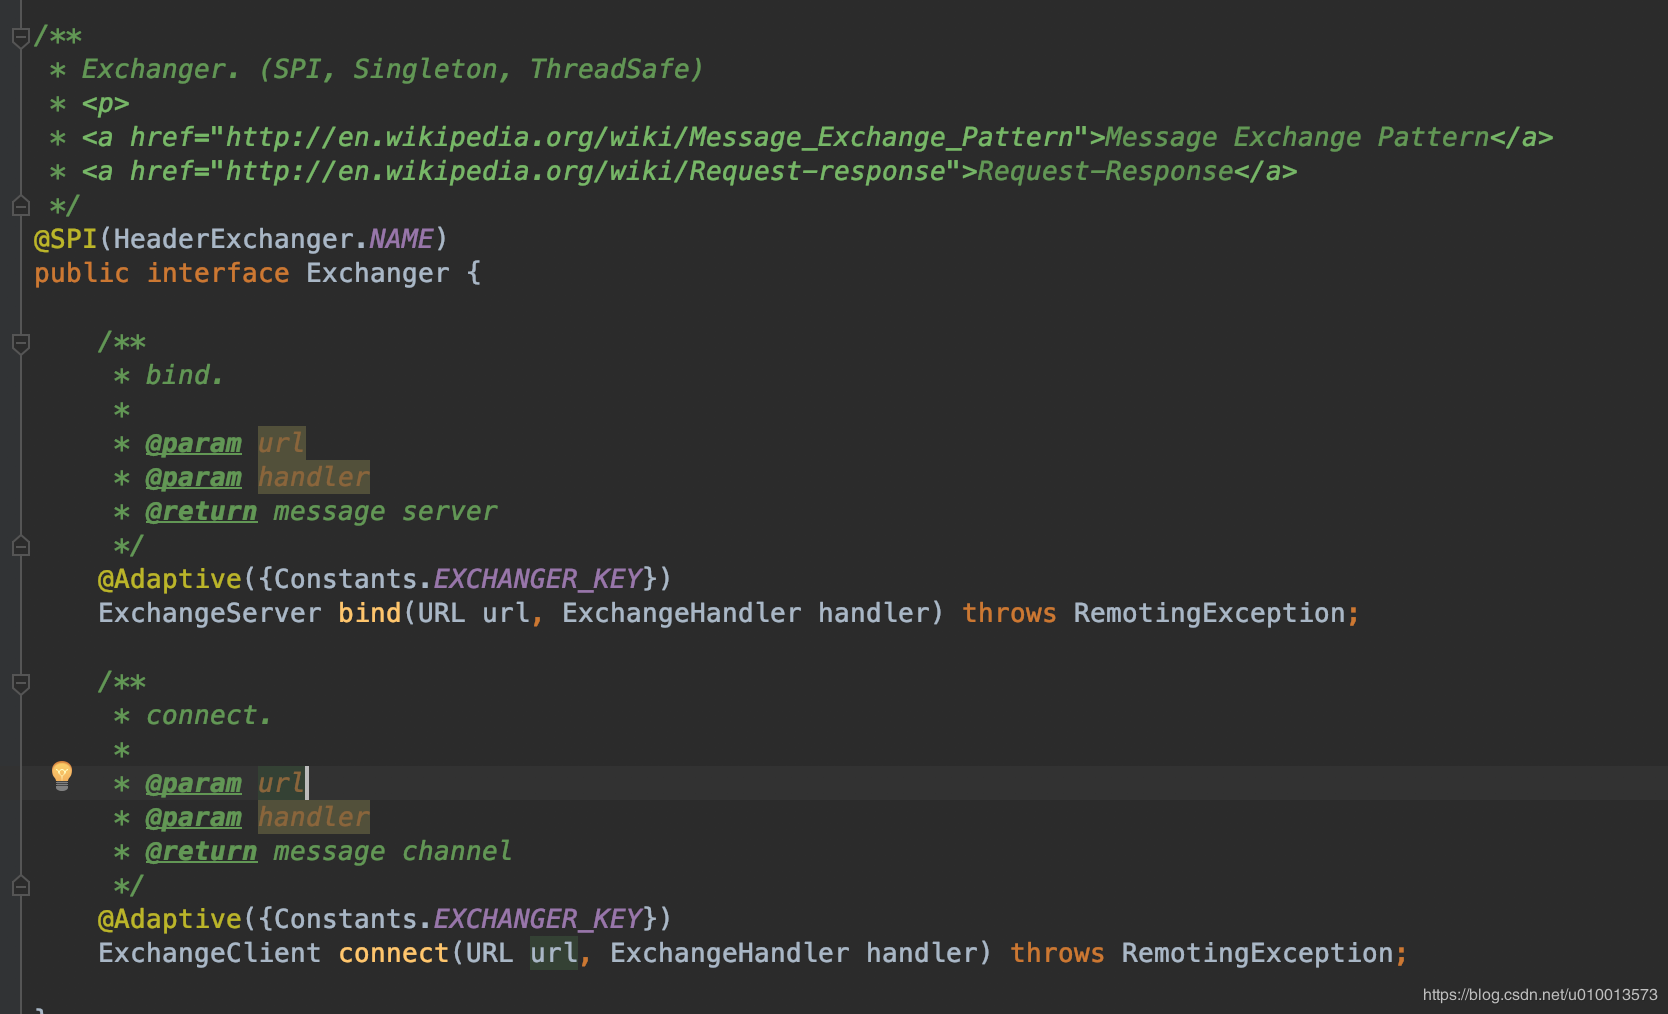 /**
 * Exchanger. (SPI, Singleton, ThreadSafe)
 * <p>
 * <a href="http://en.wikipedia.org/wiki/Message_Exchange_Pattern">Message Exchange Pattern</a>
 * <a href="http://en.wikipedia.org/wiki/Request-response">Request-Response</a>
 */
@SPI(HeaderExchanger.NAME)
public interface Exchanger {
    /**
     * bind.
     *
     * @param url
     * @param handler
     * @return message server
     */
    @Adaptive({Constants.EXCHANGER_KEY})
    ExchangeServer bind(URL url, ExchangeHandler handler) throws RemotingException;
    /**
     * connect.
     *
     * @param url
     * @param handler
     * @return message channel
     */
    @Adaptive({Constants.EXCHANGER_KEY})
    ExchangeClient connect(URL url, ExchangeHandler handler) throws RemotingException;
}
https://blog.csdn.net/u010013573